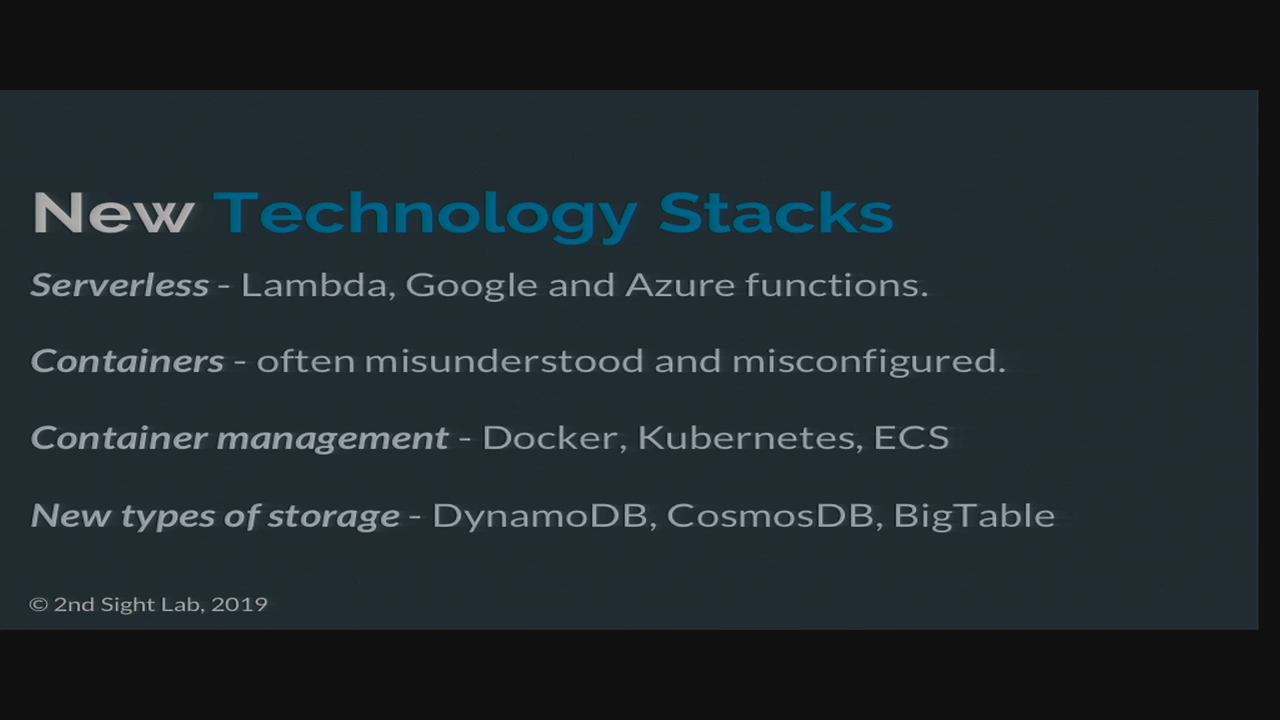 New Technology Stacks
Serverless - Lambda, Google and Azure functions.
Containers - often misunderstood and misconfigured.
Container management - Docker, Kubernetes, ECS
New types of storage - DynamoDB, CosmosDB, BigTable
© 2nd Sight Lab, 2019